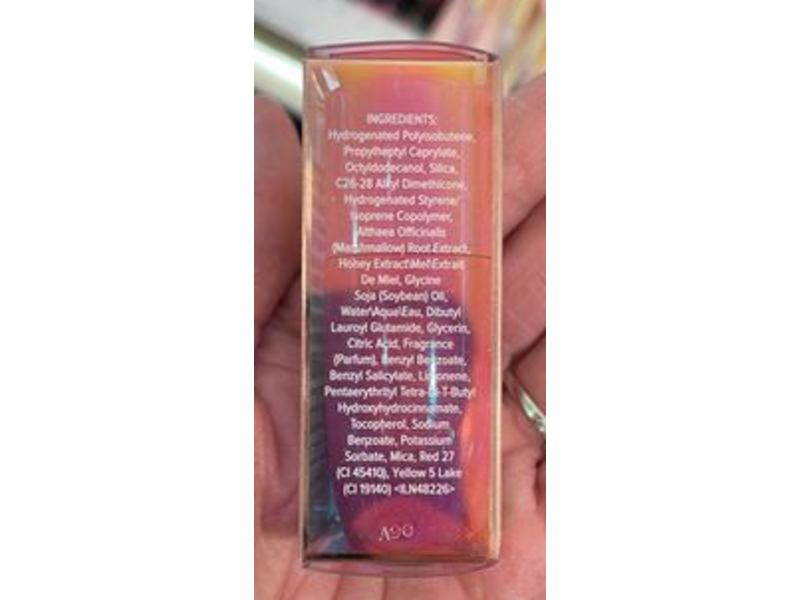 INGREDIENTS:
Hydrogenated Polyisobutene,
Propylheptyl Caprylate,
Octyldodecanol, Silica,
C26-28 Alkyl Dimethicone,
Hydrogenated Styrene/
Isoprene Copolymer,
Althaea Officinalis
(Marshmallow) Root Extract,
Honey Extract\Mel\Extrait
De Miel, Glycine
Soja (Soybean) Oil,
Water\Aqua\Eau, Dibutyl
Lauroyl Glutamide, Glycerin,
Citric Acid, Fragrance
(Parfum), Benzyl Benzoate,
Benzyl Salicylate, Limonene,
Pentaerythrityl Tetra-Di-T-Butyl
Hydroxyhydrocinnamate,
Tocopherol, Sodium
Benzoate, Potassium
Sorbate, Mica, Red 27
(CI 45410), Yellow 5 Lake
(CI 19140) <ILN48226>